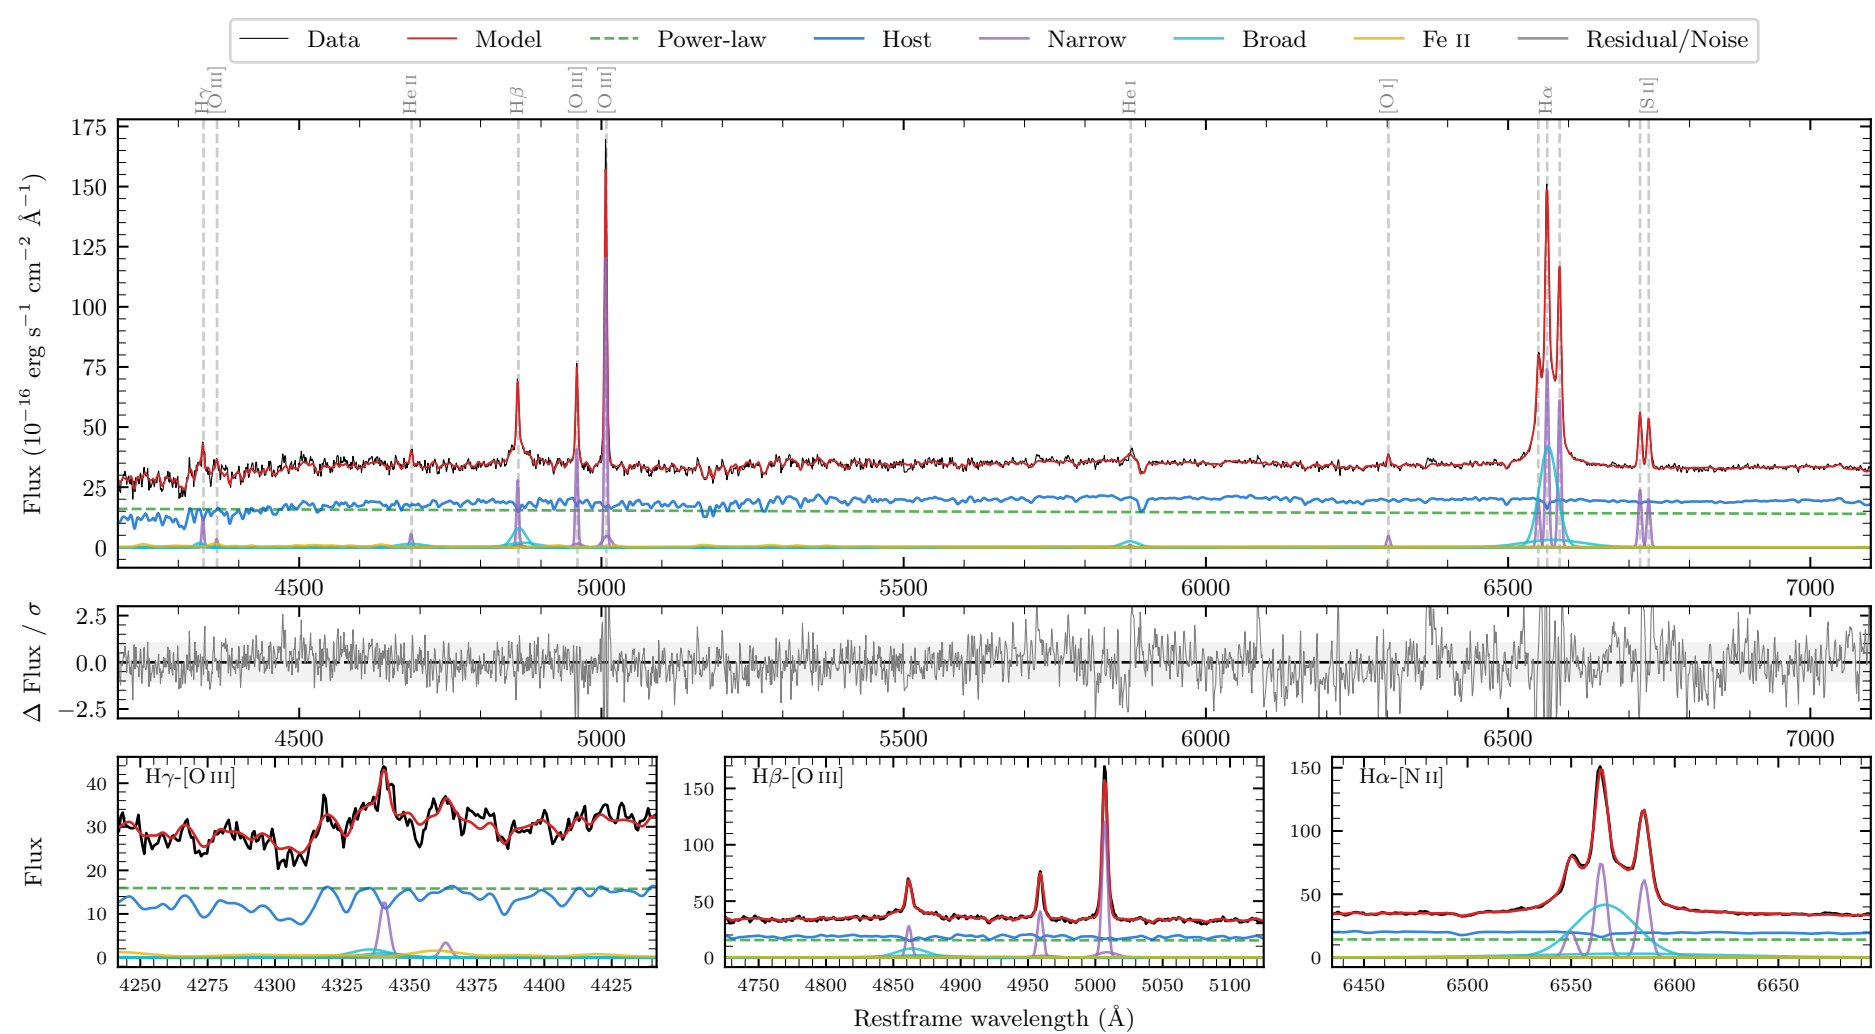 Data Model Power-law Host Narrow Broad Fe II Residual/Noise
Hγ [O III] He II Hβ [O III] [O III] He I [O I] Hα [S II]
175
150
125
100
75
50
25
0
Flux (10⁻¹⁶ erg s⁻¹ cm⁻² Å⁻¹)
4500 5000 5500 6000 6500 7000
2.5
0.0
−2.5
Δ Flux / σ
4500 5000 5500 6000 6500 7000
Hγ-[O III]
40
30
20
10
0
Flux
4250 4275 4300 4325 4350 4375 4400 4425
Hβ-[O III]
150
100
50
0
4750 4800 4850 4900 4950 5000 5050 5100
Hα-[N II]
150
100
50
0
6450 6500 6550 6600 6650
Restframe wavelength (Å)